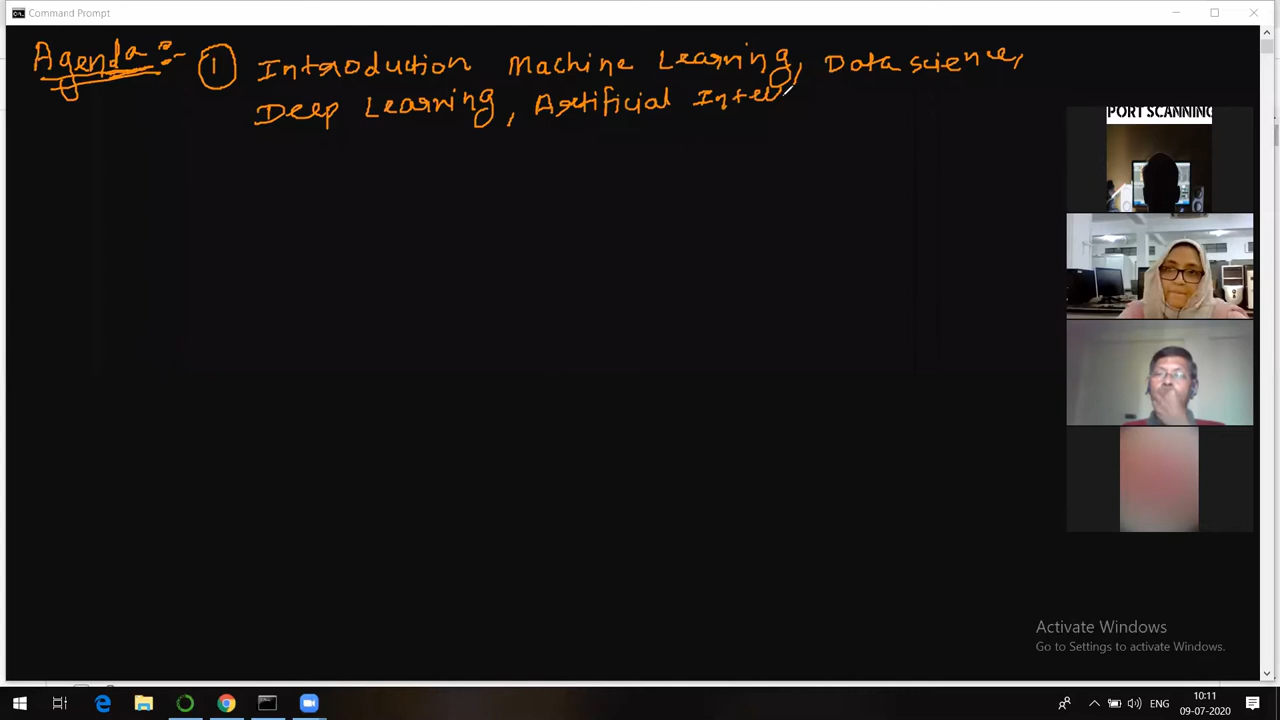 Command Prompt
Agenda :- ① Introduction Machine Learning, Data science,
Deep Learning, Artificial Intel
PORT SCANNING
Activate Windows
Go to Settings to activate Windows.
ENG
10:11
09-07-2020